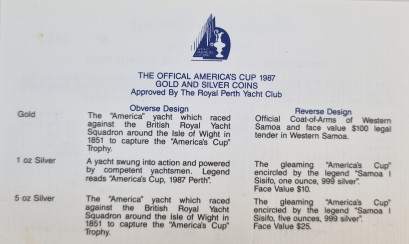 THE OFFICAL AMERICA'S CUP 1987
GOLD AND SILVER COINS
Approved By The Royal Perth Yacht Club
Obverse Design
Reverse Design
Gold
The "America" yacht which raced
against the British Royal Yacht
Squadron around the Isle of Wight in
1851 to capture the "America's Cup"
Trophy.
Official Coat-of-Arms of Western
Samoa and face value $100 legal
tender in Western Samoa.
1 oz Silver
A yacht swung into action and powered
by competent yachtsmen. Legend
reads "America's Cup, 1987 Perth".
The gleaming "America's Cup"
encircled by the legend "Samoa I
Sisifo, one ounce, 999 silver".
Face Value $10.
5 oz Silver
The "America" yacht which raced
against the British Royal Yacht
Squadron around the Isle of Wight in
1851 to capture the "America's Cup"
Trophy.
The gleaming "America's Cup"
encircled by the legend "Samoa I
Sisifo, five ounces, 999 silver".
Face Value $25.